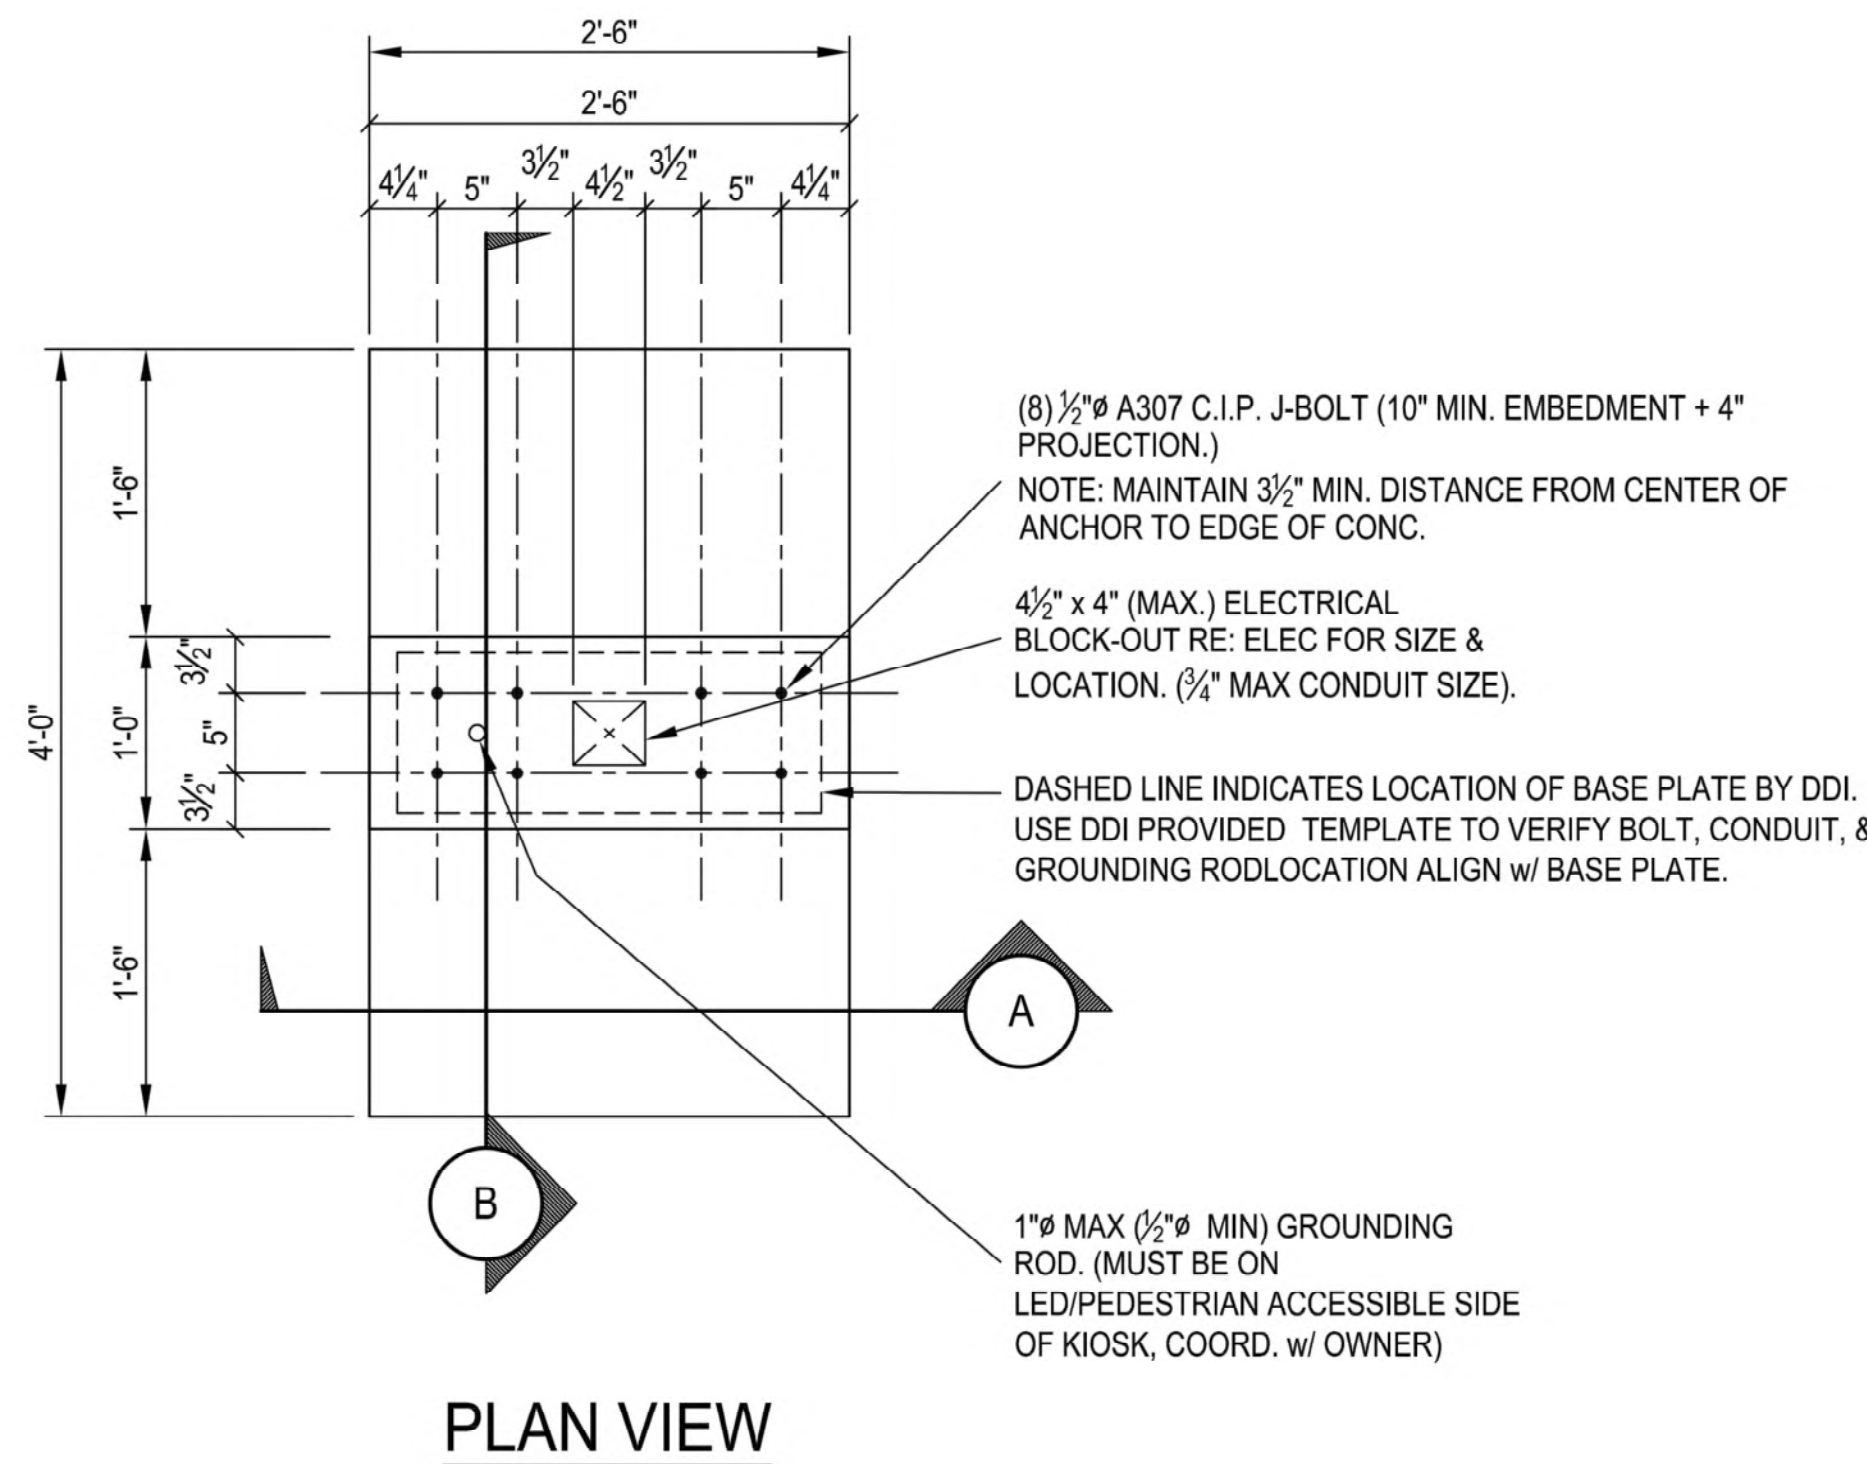 2'-6"
2'-6"
4¼" 5" 3½" 4½" 3½" 5" 4¼"
4'-0"
1'-6"
1'-0"
1'-6"
3½"
5"
3½"
(8) ½"ø A307 C.I.P. J-BOLT (10" MIN. EMBEDMENT + 4"
PROJECTION.)
NOTE: MAINTAIN 3½" MIN. DISTANCE FROM CENTER OF
ANCHOR TO EDGE OF CONC.
4½" x 4" (MAX.) ELECTRICAL
BLOCK-OUT RE: ELEC FOR SIZE &
LOCATION. (¾" MAX CONDUIT SIZE).
x
DASHED LINE INDICATES LOCATION OF BASE PLATE BY DDI.
USE DDI PROVIDED TEMPLATE TO VERIFY BOLT, CONDUIT, &
GROUNDING RODLOCATION ALIGN w/ BASE PLATE.
A
B
1"ø MAX (½"ø MIN) GROUNDING
ROD. (MUST BE ON
LED/PEDESTRIAN ACCESSIBLE SIDE
OF KIOSK, COORD. w/ OWNER)
PLAN VIEW